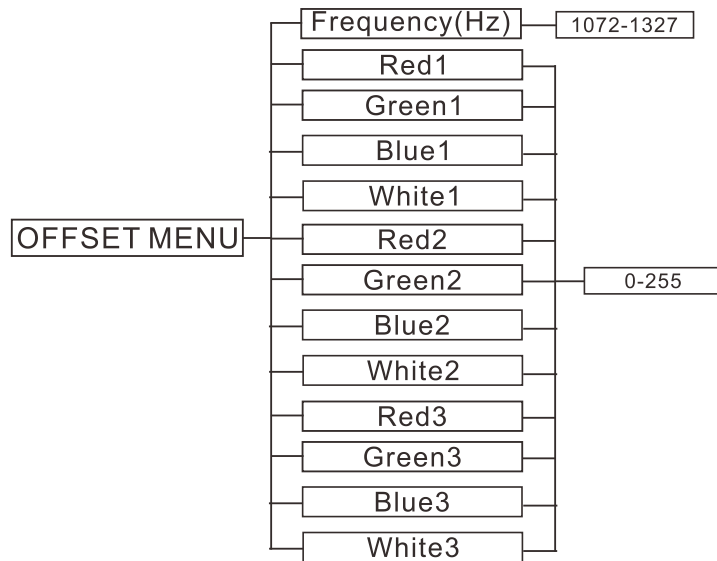 Frequency(Hz)
1072-1327
Red1
Green1
Blue1
White1
OFFSET MENU
Red2
Green2
0-255
Blue2
White2
Red3
Green3
Blue3
White3